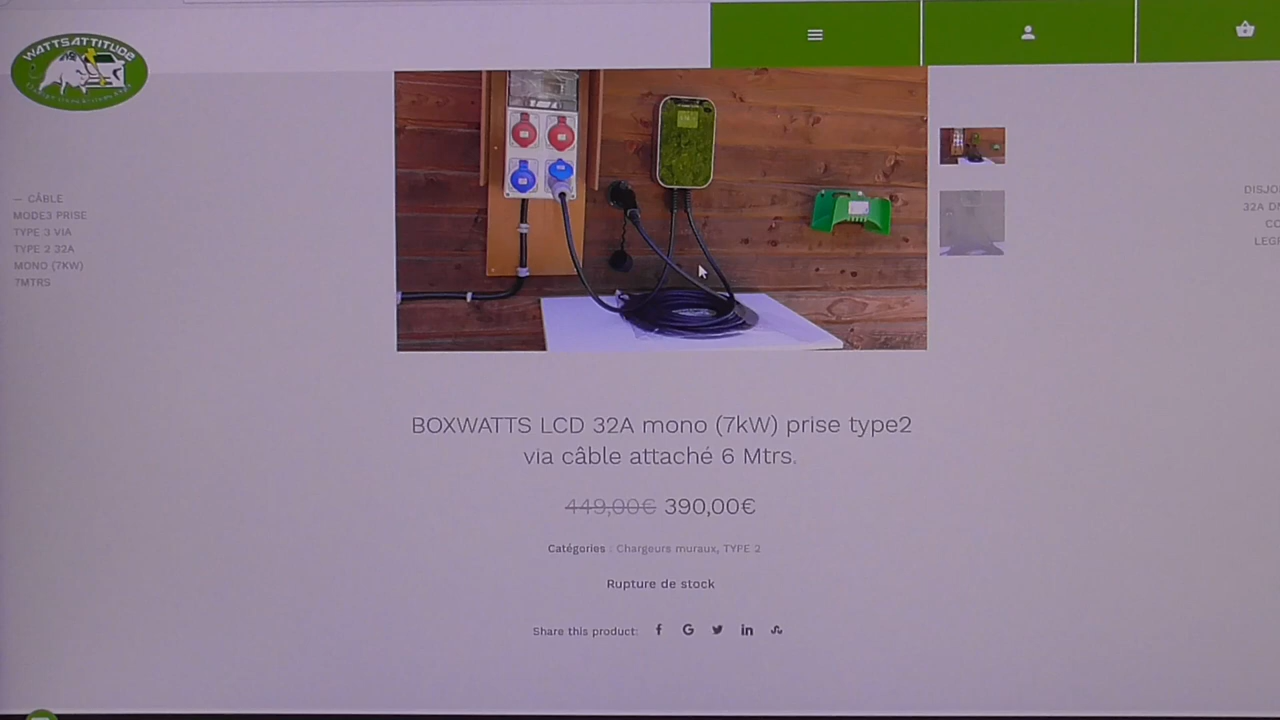 WATTSATTITUDE
— CÂBLE
MODE3 PRISE
TYPE 3 VIA
TYPE 2 32A
MONO (7KW)
7MTRS
DISJO
32A D
CO
LEG
BOXWATTS LCD 32A mono (7kW) prise type2
via câble attaché 6 Mtrs.
449,00€ 390,00€
Catégories : Chargeurs muraux, TYPE 2
Rupture de stock
Share this product: